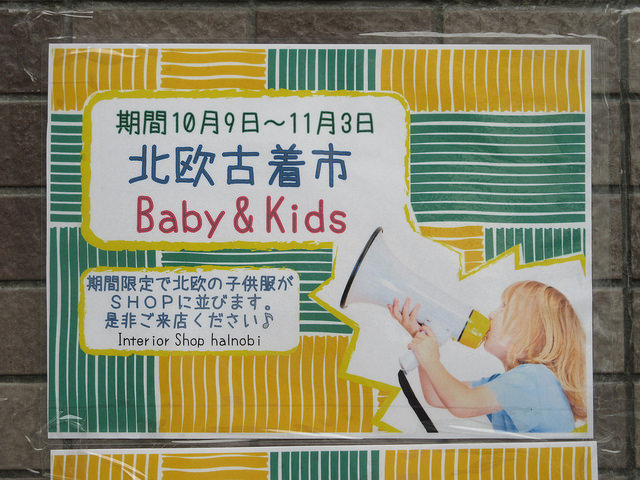 期間10月9日～11月3日
北欧古着市
Baby & Kids
期間限定で北欧の子供服が
SHOPに並びます。
是非ご来店ください♪
Interior Shop halnobi